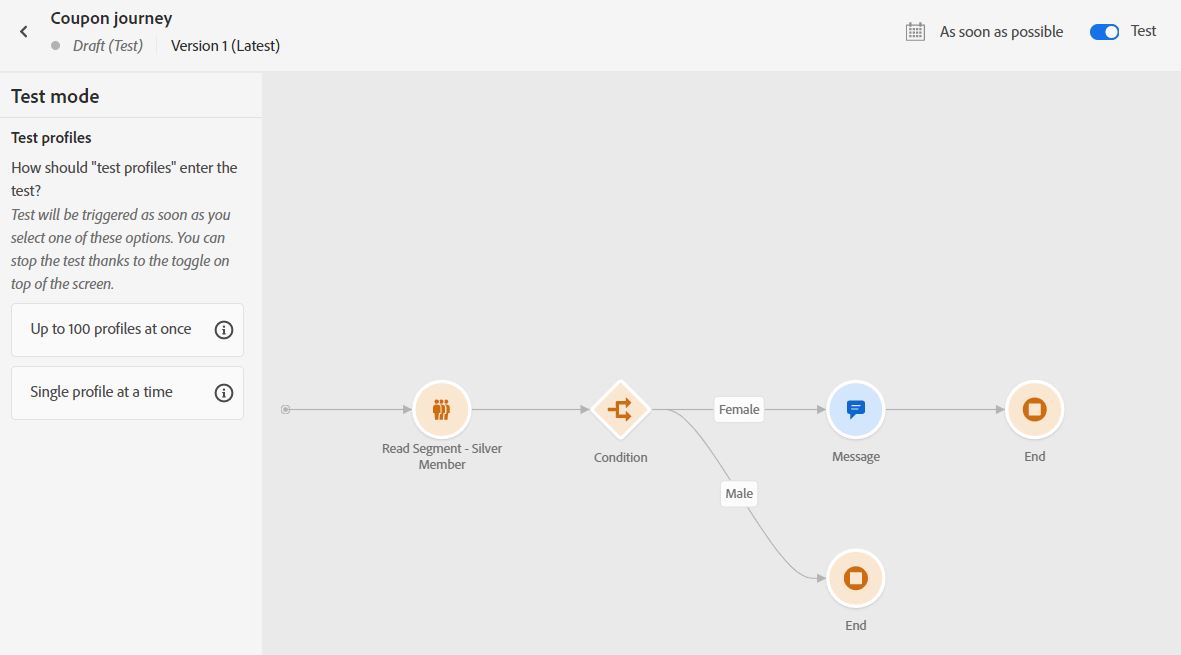 Coupon journey
Draft (Test)
Version 1 (Latest)
As soon as possible
Test
Test mode
Test profiles
How should "test profiles" enter the
test?
Test will be triggered as soon as you
select one of these options. You can
stop the test thanks to the toggle on
top of the screen.
Up to 100 profiles at once
Single profile at a time
Read Segment - Silver
Member
Condition
Female
Message
End
Male
End